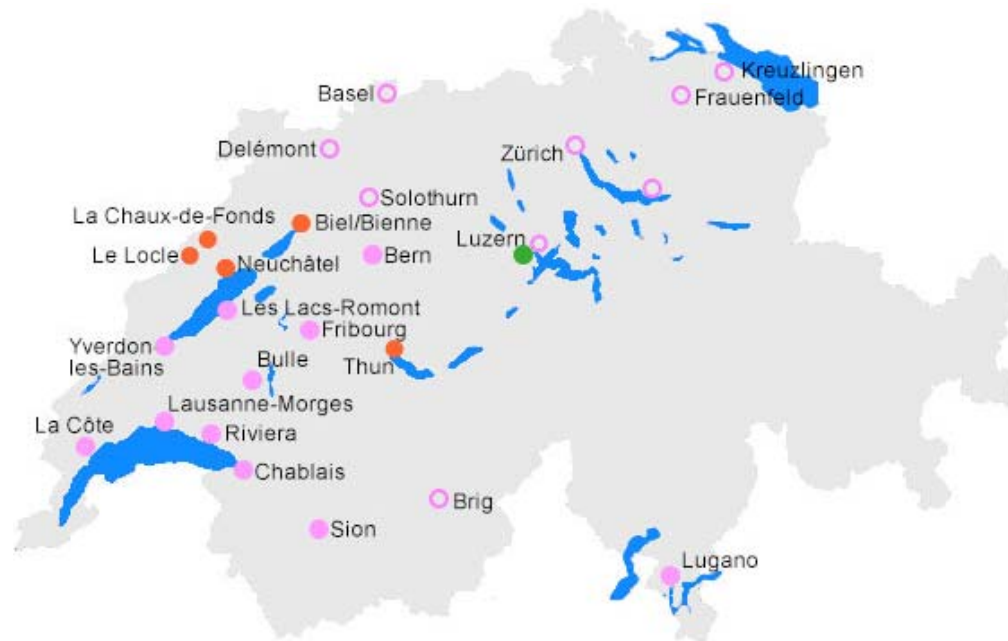 Kreuzlingen
Basel
Frauenfeld
Delémont
Zürich
Solothurn
La Chaux-de-Fonds
Biel/Bienne
Luzern
Le Locle
Bern
Neuchâtel
Les Lacs-Romont
Fribourg
Yverdon-
les-Bains
Bulle
Thun
Lausanne-Morges
La Côte
Riviera
Chablais
Brig
Sion
Lugano